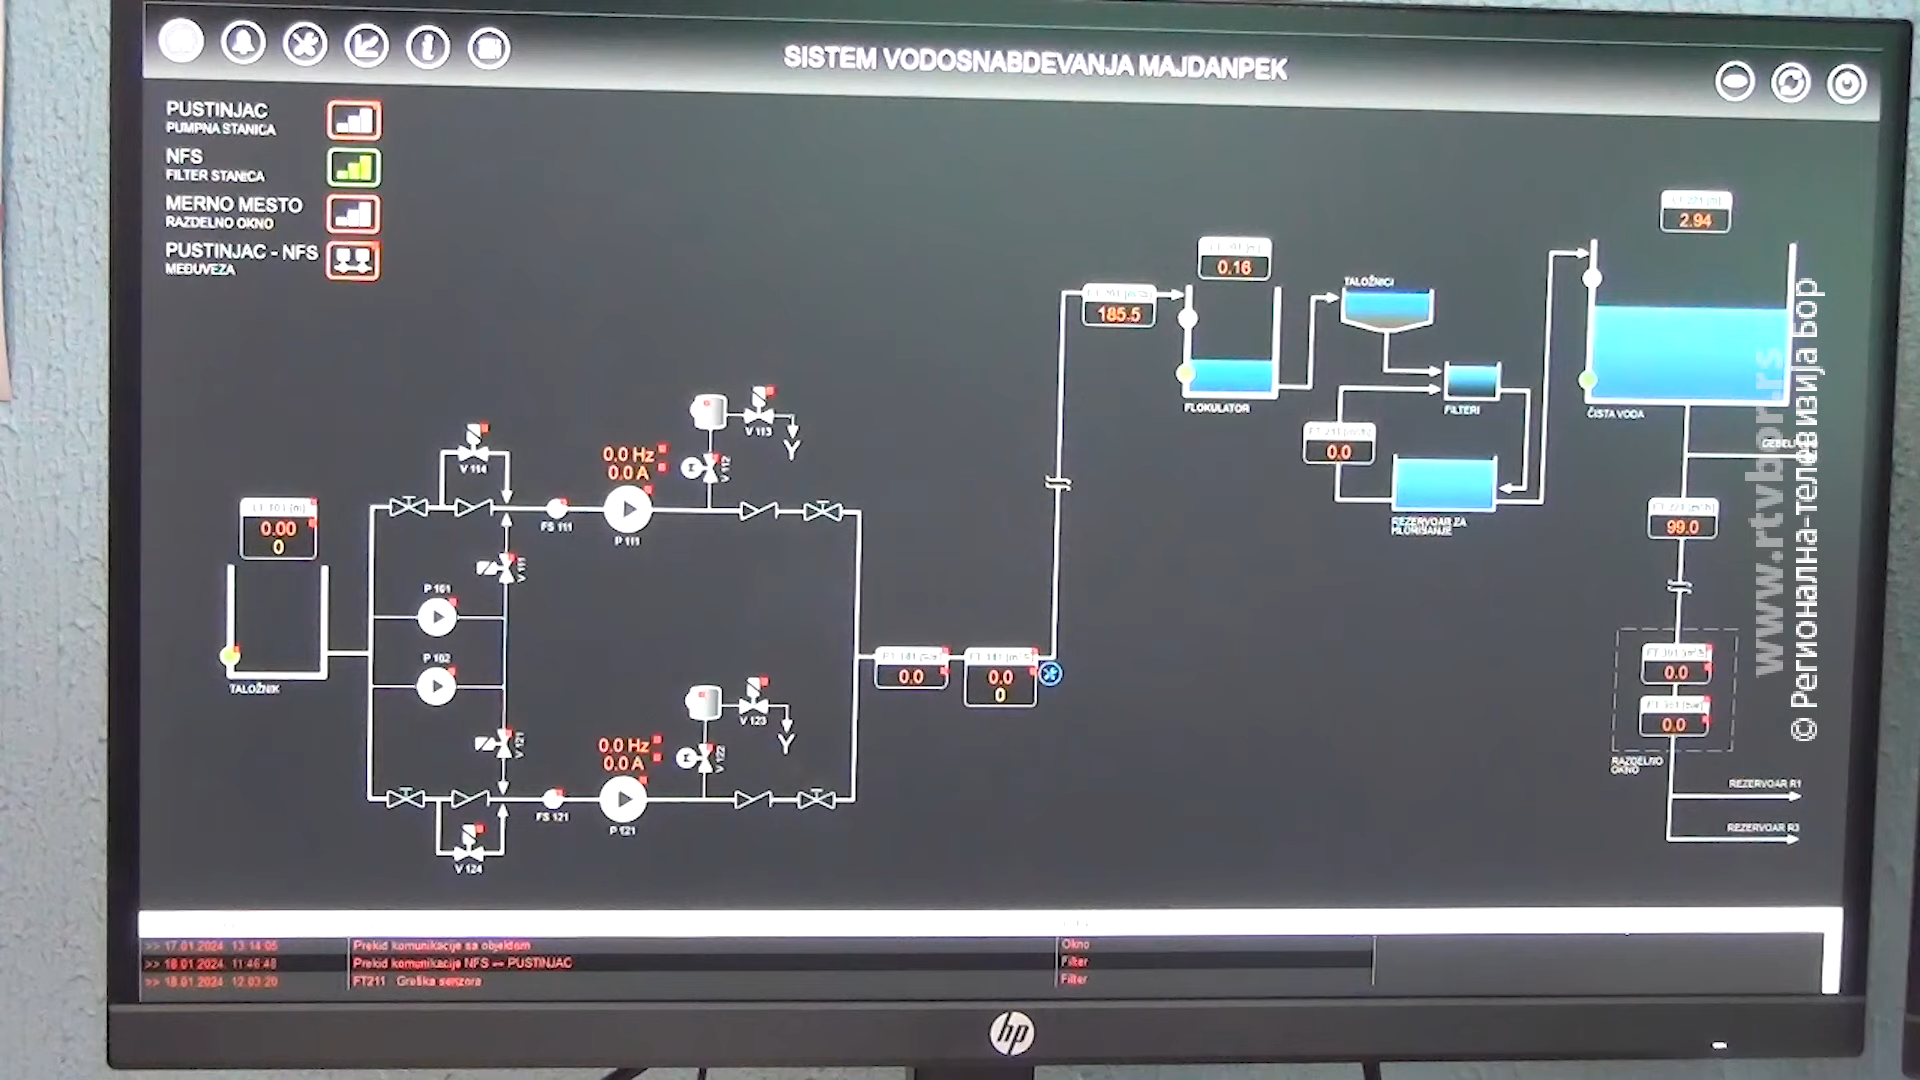 SISTEM VODOSNABDEVANJA MAJDANPEK
PUSTINJAC
PUMPNA STANICA
NFS
FILTER STANICA
MERNO MESTO
RAZDELNO OKNO
PUSTINJAC - NFS
MEĐUVEZA
2.94
0.16
185.5
TALOŽNICI
FLOKULATOR
FILTERI
ČISTA VODA
0.0
REZERVOAR ZA
HLORISANJE
99.0
V 113
V 114
0.0 Hz
0.0 A
V 112
FS 111
P 111
0.00
0
V 111
P 101
P 102
TALOŽNIK
0.0
0.0
0
0.0
0.0
RAZDELNO
OKNO
V 123
V 121
0.0 Hz
0.0 A
V 122
FS 121
P 121
V 124
REZERVOAR R1
REZERVOAR R3
>> 17.01.2024. 13:14:05 Prekid komunikacije sa objektom Okno
>> 18.01.2024. 11:46:48 Prekid komunikacije NFS -- PUSTINJAC Filter
>> 18.01.2024. 12:03:20 FT211 Greška senzora Filter
hp
www.rtvbor.rs
© Регионална-телевизија Бор